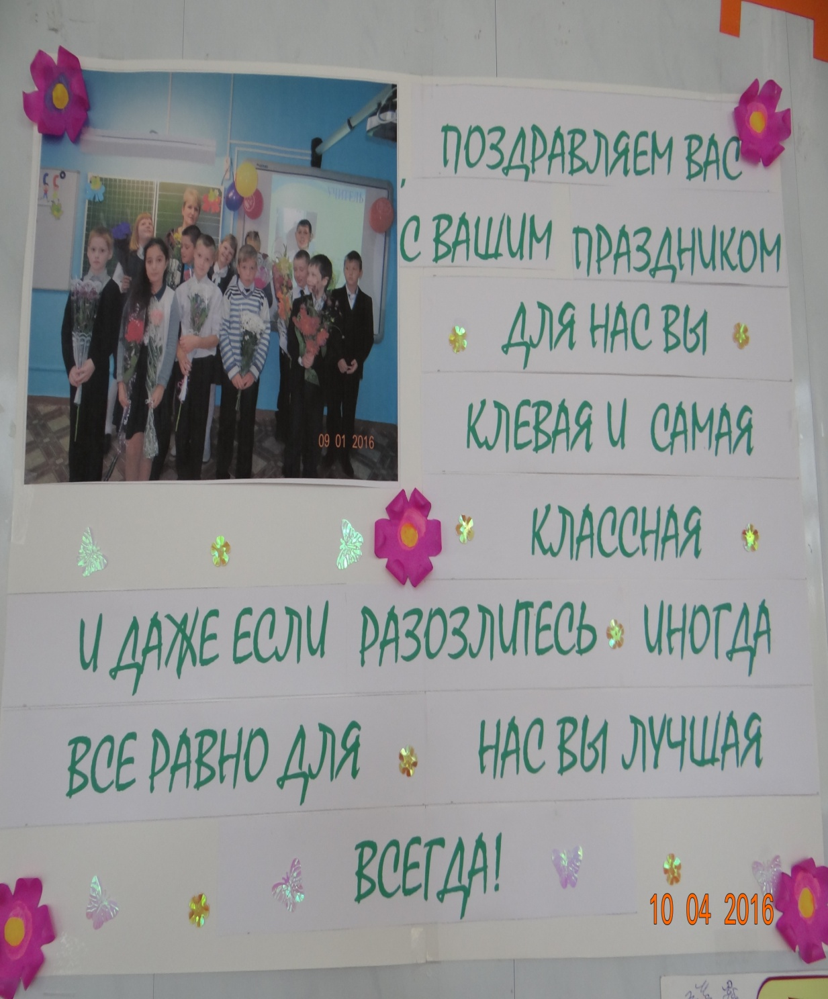 УЧИТЕЛЬ
09 01 2016
ПОЗДРАВЛЯЕМ ВАС
С ВАШИМ ПРАЗДНИКОМ
ДЛЯ НАС ВЫ
КЛЕВАЯ И САМАЯ
КЛАССНАЯ
И ДАЖЕ ЕСЛИ РАЗОЗЛИТЕСЬ ИНОГДА
ВСЕ РАВНО ДЛЯ НАС ВЫ ЛУЧШАЯ
ВСЕГДА!
10 04 2016